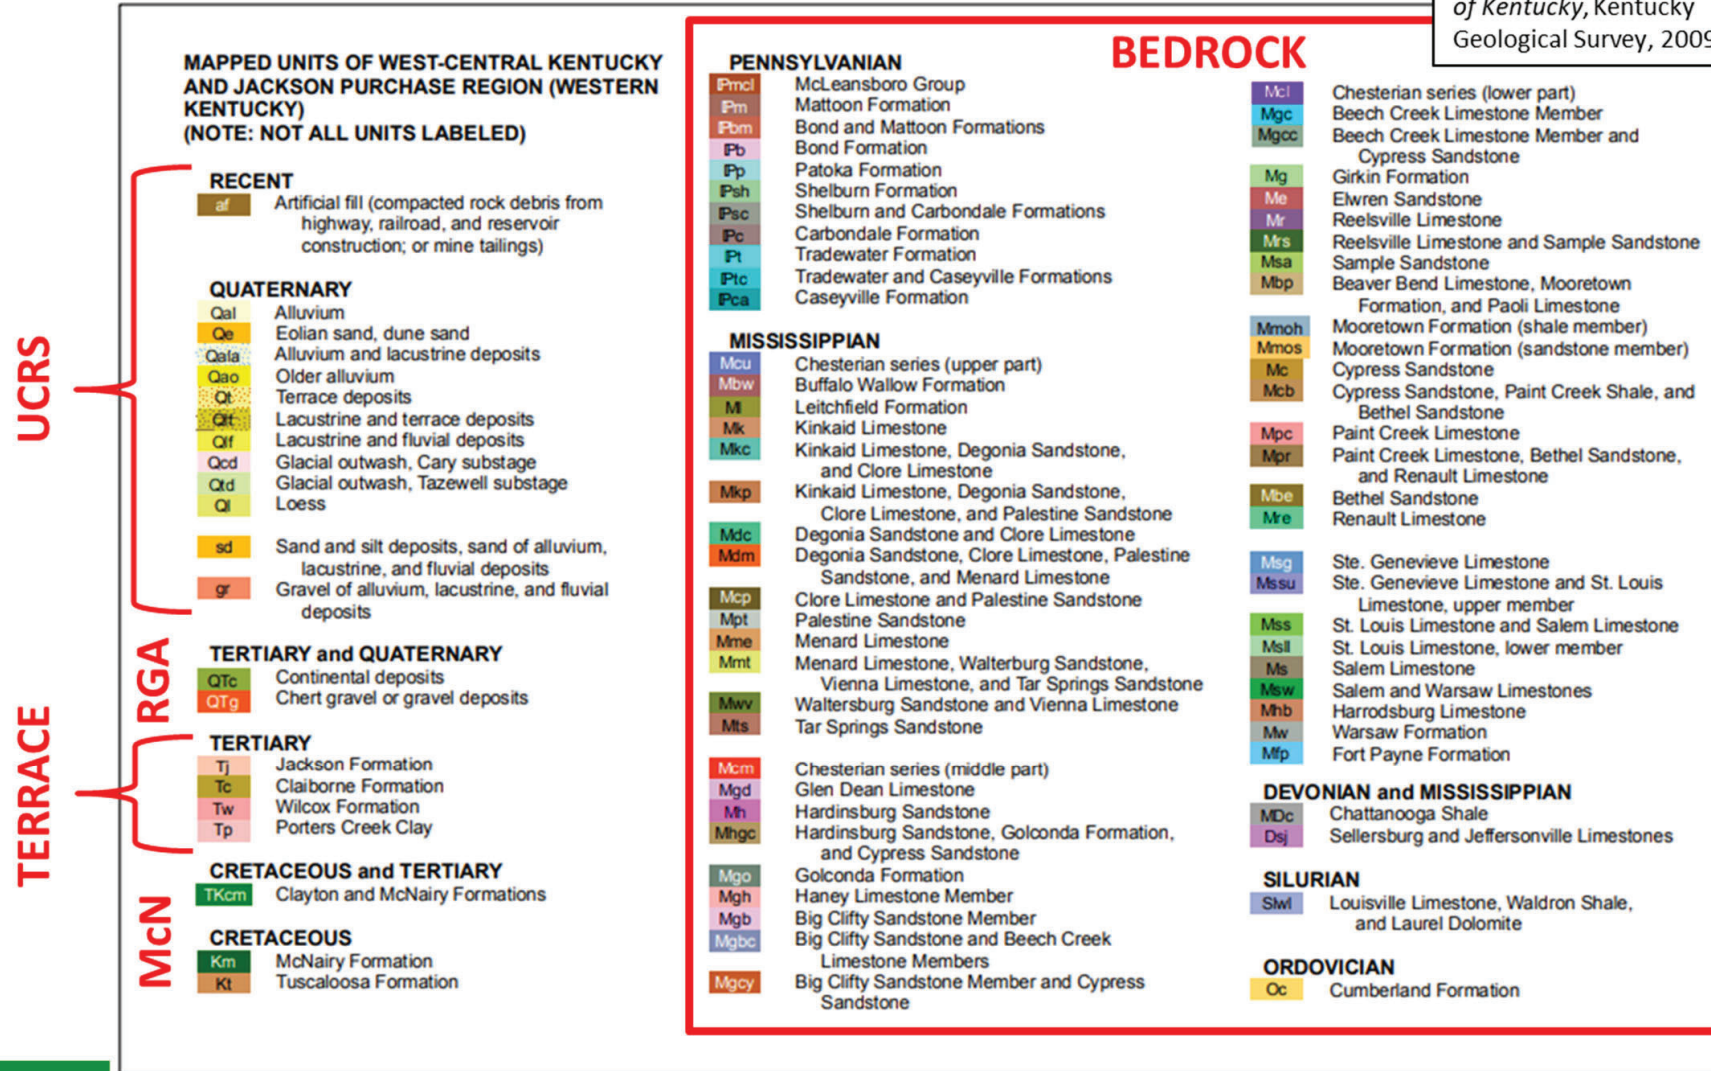 of Kentucky, Kentucky
Geological Survey, 2009
MAPPED UNITS OF WEST-CENTRAL KENTUCKY
AND JACKSON PURCHASE REGION (WESTERN
KENTUCKY)
(NOTE: NOT ALL UNITS LABELED)
UCRS
RECENT
af Artificial fill (compacted rock debris from
highway, railroad, and reservoir
construction; or mine tailings)
QUATERNARY
Qal Alluvium
Qe Eolian sand, dune sand
Qala Alluvium and lacustrine deposits
Qao Older alluvium
Qt Terrace deposits
Qlt Lacustrine and terrace deposits
Qlf Lacustrine and fluvial deposits
Qcd Glacial outwash, Cary substage
Qtd Glacial outwash, Tazewell substage
Ql Loess
sd Sand and silt deposits, sand of alluvium,
lacustrine, and fluvial deposits
gr Gravel of alluvium, lacustrine, and fluvial
deposits
RGA
TERTIARY and QUATERNARY
QTc Continental deposits
QTg Chert gravel or gravel deposits
TERRACE
TERTIARY
Tj Jackson Formation
Tc Claiborne Formation
Tw Wilcox Formation
Tp Porters Creek Clay
McN
CRETACEOUS and TERTIARY
TKcm Clayton and McNairy Formations
CRETACEOUS
Km McNairy Formation
Kt Tuscaloosa Formation
BEDROCK
PENNSYLVANIAN
IPmcl McLeansboro Group
IPm Mattoon Formation
IPbm Bond and Mattoon Formations
IPb Bond Formation
IPp Patoka Formation
IPsh Shelburn Formation
IPsc Shelburn and Carbondale Formations
IPc Carbondale Formation
IPt Tradewater Formation
IPtc Tradewater and Caseyville Formations
IPca Caseyville Formation
MISSISSIPPIAN
Mcu Chesterian series (upper part)
Mbw Buffalo Wallow Formation
Ml Leitchfield Formation
Mk Kinkaid Limestone
Mkc Kinkaid Limestone, Degonia Sandstone,
and Clore Limestone
Mkp Kinkaid Limestone, Degonia Sandstone,
Clore Limestone, and Palestine Sandstone
Mdc Degonia Sandstone and Clore Limestone
Mdm Degonia Sandstone, Clore Limestone, Palestine
Sandstone, and Menard Limestone
Mcp Clore Limestone and Palestine Sandstone
Mpt Palestine Sandstone
Mme Menard Limestone
Mmt Menard Limestone, Walterburg Sandstone,
Vienna Limestone, and Tar Springs Sandstone
Mwv Waltersburg Sandstone and Vienna Limestone
Mts Tar Springs Sandstone
Mcm Chesterian series (middle part)
Mgd Glen Dean Limestone
Mh Hardinsburg Sandstone
Mhgc Hardinsburg Sandstone, Golconda Formation,
and Cypress Sandstone
Mgo Golconda Formation
Mgh Haney Limestone Member
Mgb Big Clifty Sandstone Member
Mgbc Big Clifty Sandstone and Beech Creek
Limestone Members
Mgcy Big Clifty Sandstone Member and Cypress
Sandstone
Mcl Chesterian series (lower part)
Mgc Beech Creek Limestone Member
Mgcc Beech Creek Limestone Member and
Cypress Sandstone
Mg Girkin Formation
Me Elwren Sandstone
Mr Reelsville Limestone
Mrs Reelsville Limestone and Sample Sandstone
Msa Sample Sandstone
Mbp Beaver Bend Limestone, Mooretown
Formation, and Paoli Limestone
Mmoh Mooretown Formation (shale member)
Mmos Mooretown Formation (sandstone member)
Mc Cypress Sandstone
Mcb Cypress Sandstone, Paint Creek Shale, and
Bethel Sandstone
Mpc Paint Creek Limestone
Mpr Paint Creek Limestone, Bethel Sandstone,
and Renault Limestone
Mbe Bethel Sandstone
Mre Renault Limestone
Msg Ste. Genevieve Limestone
Mssu Ste. Genevieve Limestone and St. Louis
Limestone, upper member
Mss St. Louis Limestone and Salem Limestone
Msll St. Louis Limestone, lower member
Ms Salem Limestone
Msw Salem and Warsaw Limestones
Mhb Harrodsburg Limestone
Mw Warsaw Formation
Mfp Fort Payne Formation
DEVONIAN and MISSISSIPPIAN
MDc Chattanooga Shale
Dsj Sellersburg and Jeffersonville Limestones
SILURIAN
Slwl Louisville Limestone, Waldron Shale,
and Laurel Dolomite
ORDOVICIAN
Oc Cumberland Formation